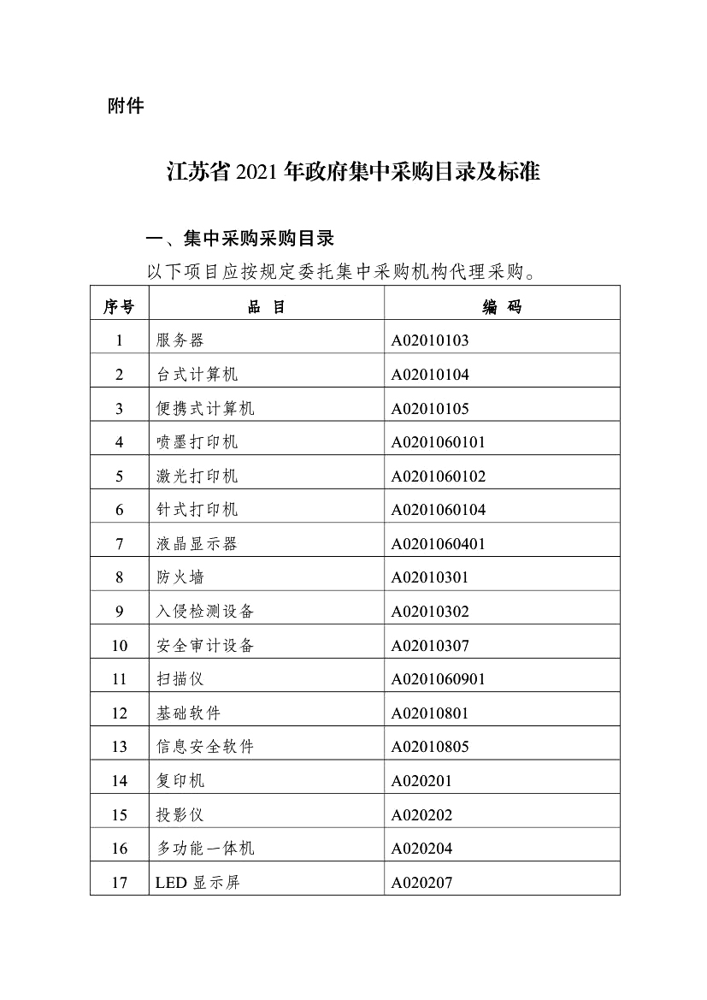 附件
江苏省 2021 年政府集中采购目录及标准
一、集中采购采购目录
以下项目应按规定委托集中采购机构代理采购。
序号 品 目 编 码
1 服务器 A02010103
2 台式计算机 A02010104
3 便携式计算机 A02010105
4 喷墨打印机 A0201060101
5 激光打印机 A0201060102
6 针式打印机 A0201060104
7 液晶显示器 A0201060401
8 防火墙 A02010301
9 入侵检测设备 A02010302
10 安全审计设备 A02010307
11 扫描仪 A0201060901
12 基础软件 A02010801
13 信息安全软件 A02010805
14 复印机 A020201
15 投影仪 A020202
16 多功能一体机 A020204
17 LED 显示屏 A020207